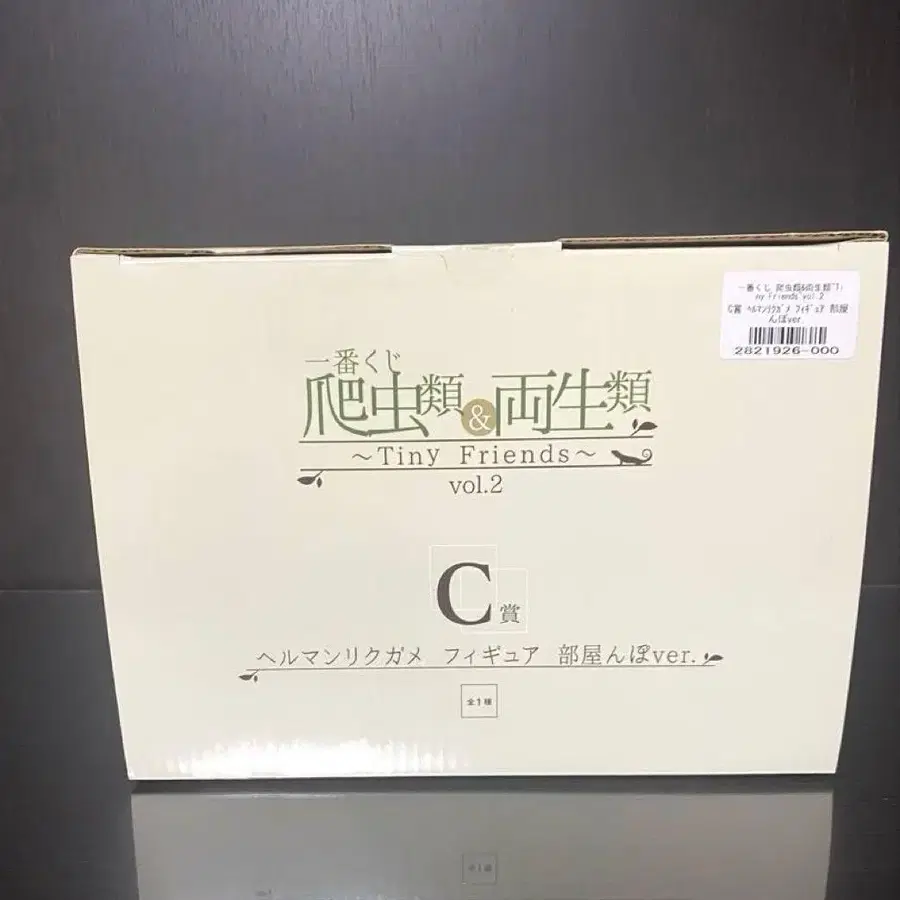 一番くじ
爬虫類&両生類
～Tiny Friends～
vol.2
C賞
ヘルマンリクガメ フィギュア 部屋んぽver.
全1種
一番くじ 爬虫類&両生類"Ti
ny Friends"vol.2
C賞 ﾍﾙﾏﾝﾘｸｶﾞﾒ ﾌｨｷﾞｭｱ 部屋
んぽver.
2821926-000